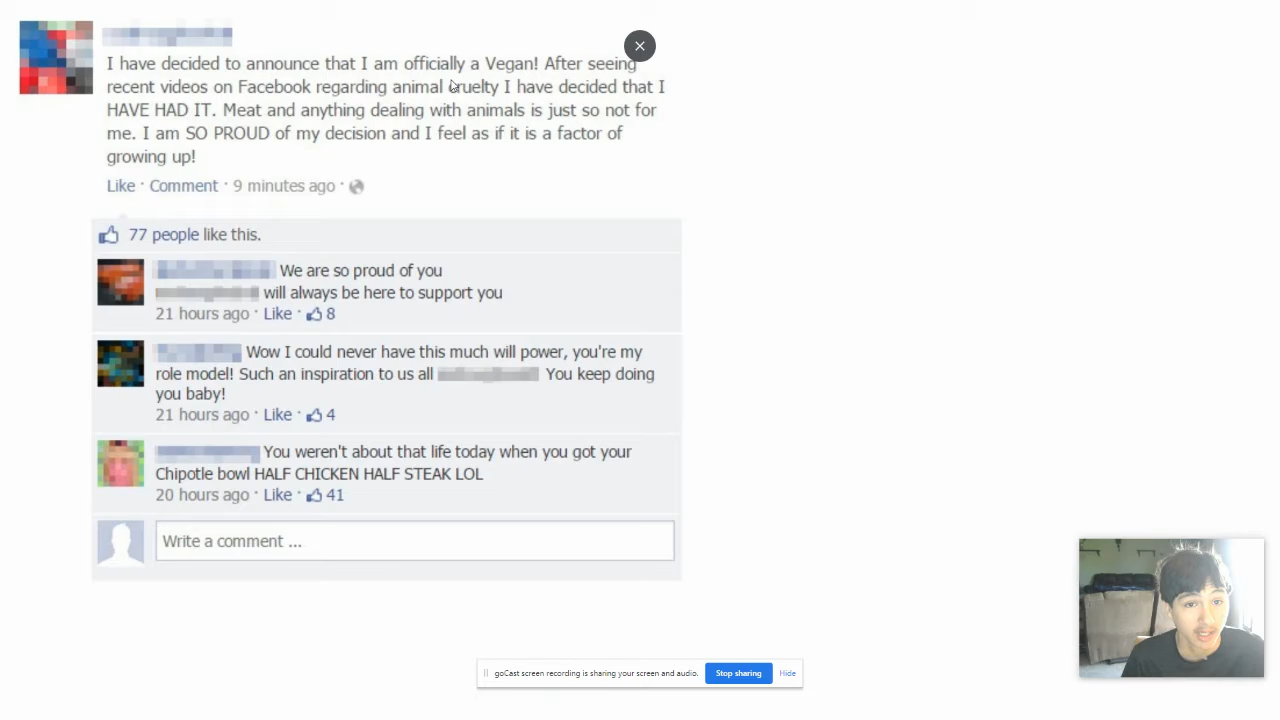 I have decided to announce that I am officially a Vegan! After seeing
recent videos on Facebook regarding animal cruelty I have decided that I
HAVE HAD IT. Meat and anything dealing with animals is just so not for
me. I am SO PROUD of my decision and I feel as if it is a factor of
growing up!
Like · Comment · 9 minutes ago ·
77 people like this.
We are so proud of you
will always be here to support you
21 hours ago · Like · 8
Wow I could never have this much will power, you're my
role model! Such an inspiration to us all You keep doing
you baby!
21 hours ago · Like · 4
You weren't about that life today when you got your
Chipotle bowl HALF CHICKEN HALF STEAK LOL
20 hours ago · Like · 41
Write a comment ...
goCast screen recording is sharing your screen and audio. Stop sharing Hide